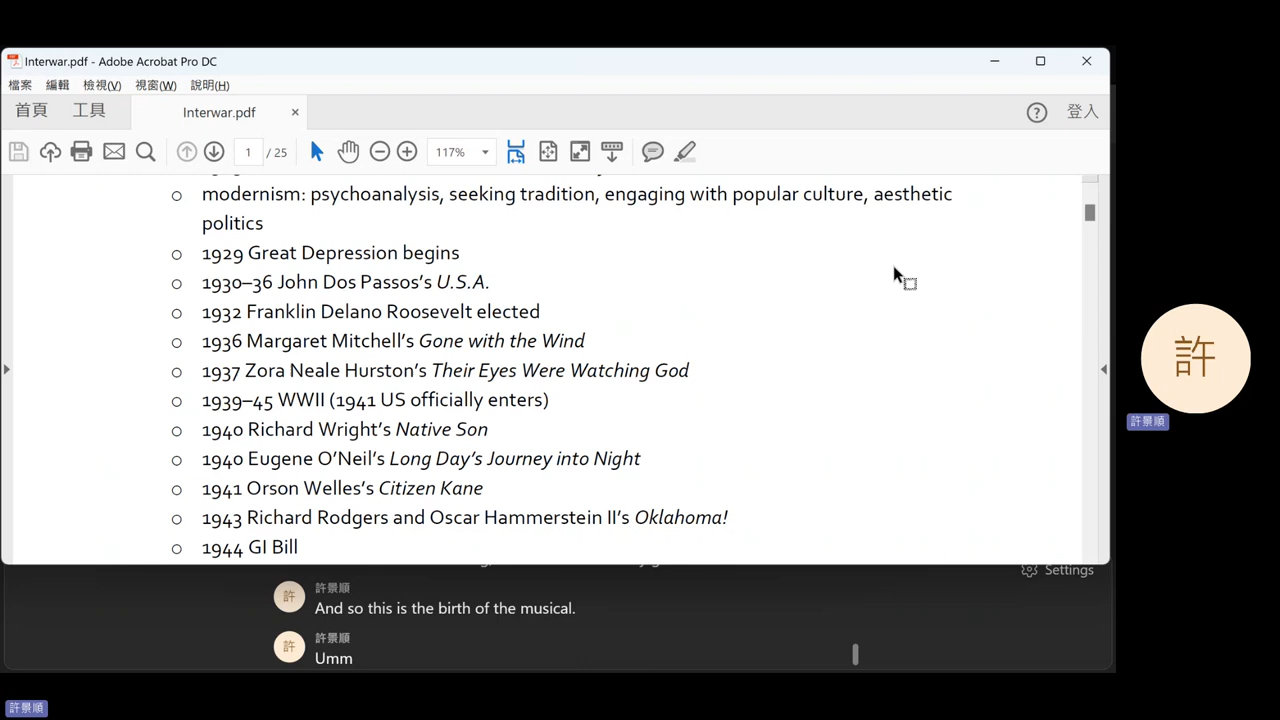 Interwar.pdf - Adobe Acrobat Pro DC
檔案 編輯 檢視(V) 視窗(W) 說明(H)
首頁 工具 Interwar.pdf × ? 登入
1 / 25 117%
o modernism: psychoanalysis, seeking tradition, engaging with popular culture, aesthetic
politics
o 1929 Great Depression begins
o 1930–36 John Dos Passos’s U.S.A.
o 1932 Franklin Delano Roosevelt elected
o 1936 Margaret Mitchell’s Gone with the Wind
o 1937 Zora Neale Hurston’s Their Eyes Were Watching God
o 1939–45 WWII (1941 US officially enters)
o 1940 Richard Wright’s Native Son
o 1940 Eugene O’Neil’s Long Day’s Journey into Night
o 1941 Orson Welles’s Citizen Kane
o 1943 Richard Rodgers and Oscar Hammerstein II’s Oklahoma!
o 1944 GI Bill
Settings
許 許景順
And so this is the birth of the musical.
許 許景順
Umm
許
許景順
許景順